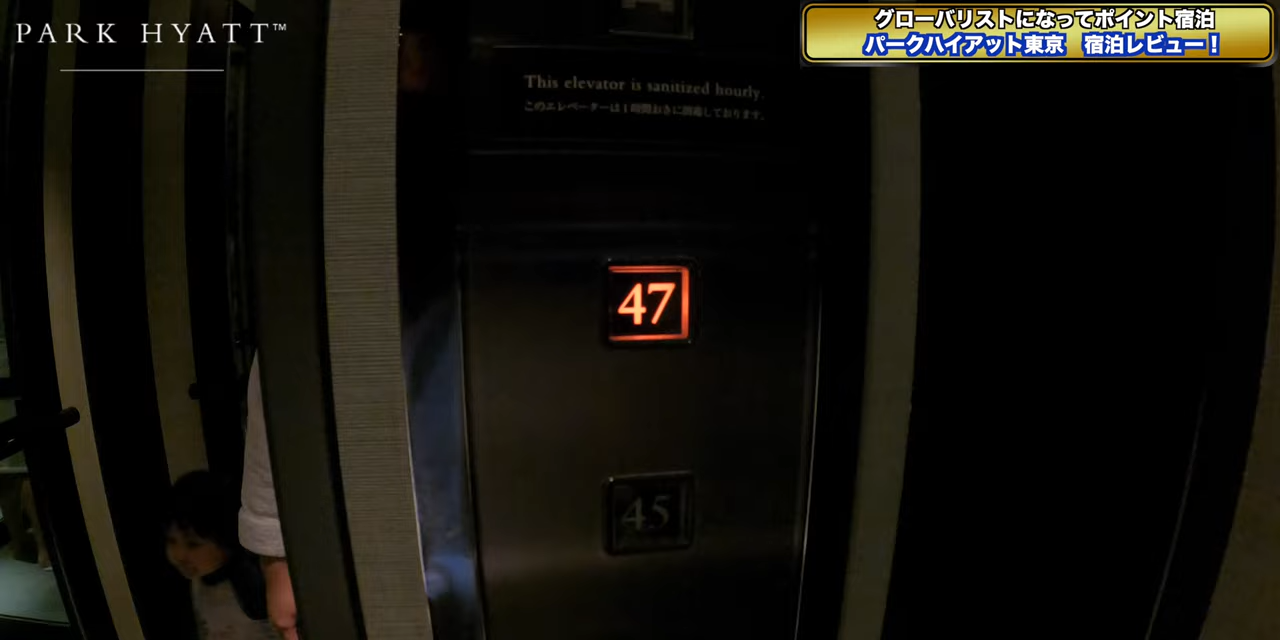 PARK HYATT™
グローバリストになってポイント宿泊
パークハイアット東京 宿泊レビュー！
This elevator is sanitized hourly.
このエレベーターは1時間おきに消毒しております。
47
45